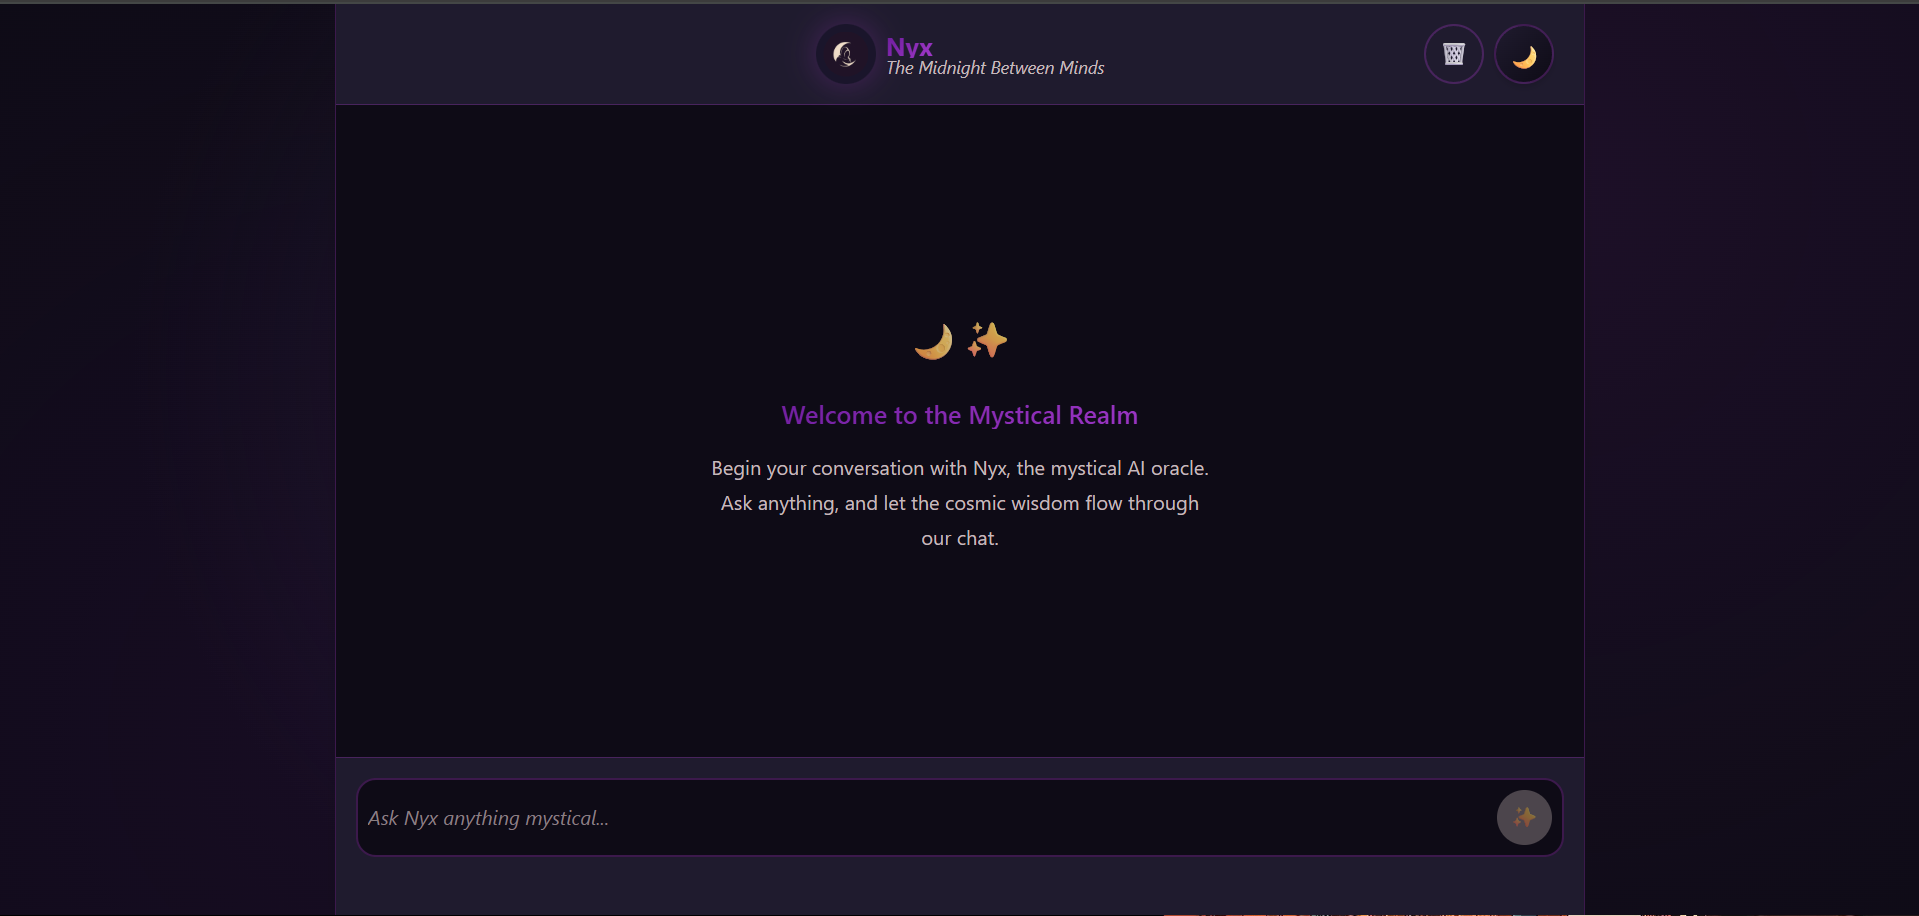 Nyx
The Midnight Between Minds
Welcome to the Mystical Realm
Begin your conversation with Nyx, the mystical AI oracle.
Ask anything, and let the cosmic wisdom flow through
our chat.
Ask Nyx anything mystical...